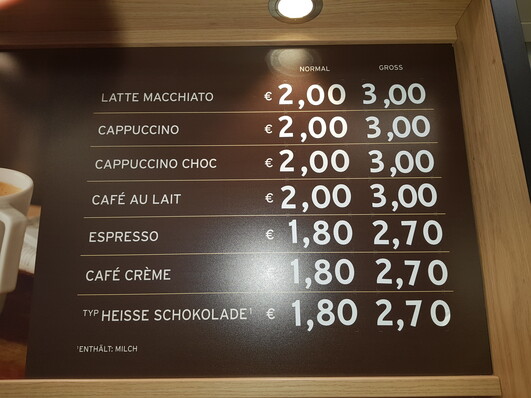 NORMAL GROSS
LATTE MACCHIATO € 2,00 3,00
CAPPUCCINO € 2,00 3,00
CAPPUCCINO CHOC € 2,00 3,00
CAFÉ AU LAIT € 2,00 3,00
ESPRESSO € 1,80 2,70
CAFÉ CRÈME € 1,80 2,70
TYP HEISSE SCHOKOLADE¹ € 1,80 2,70
¹ENTHÄLT: MILCH